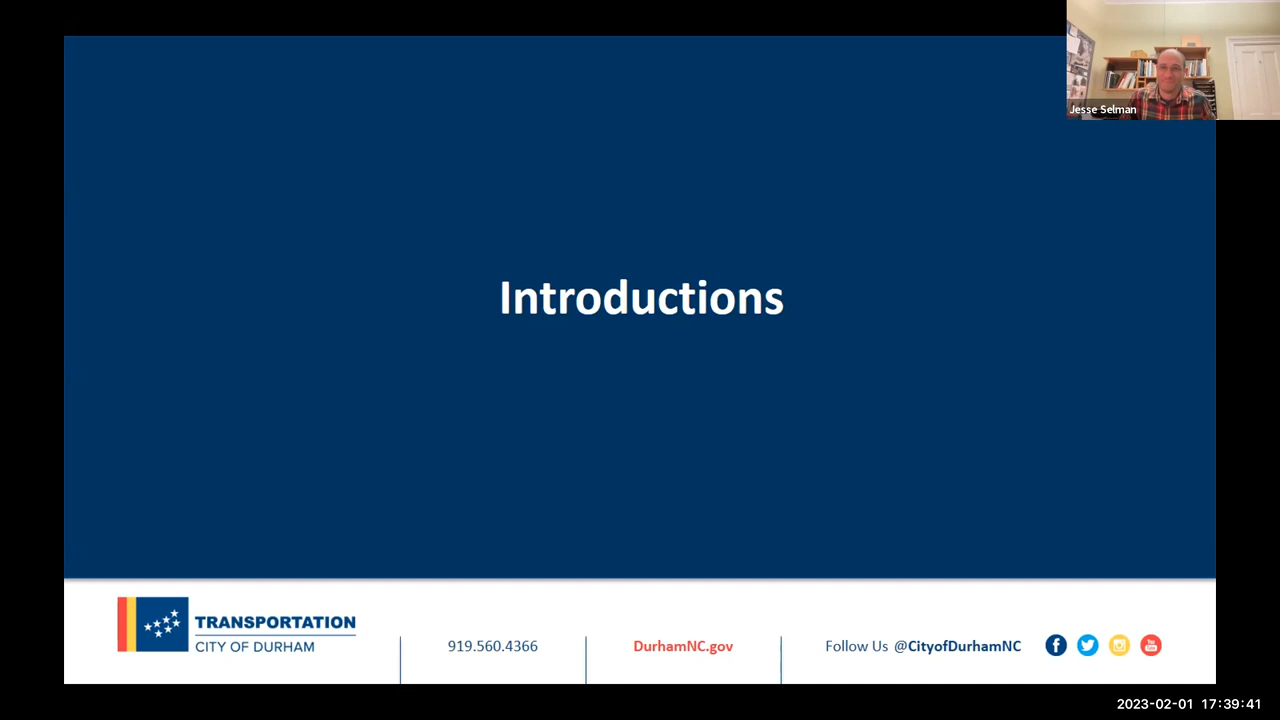 Jesse Selman
Introductions
TRANSPORTATION
CITY OF DURHAM
919.560.4366
DurhamNC.gov
Follow Us @CityofDurhamNC
2023-02-01 17:39:41